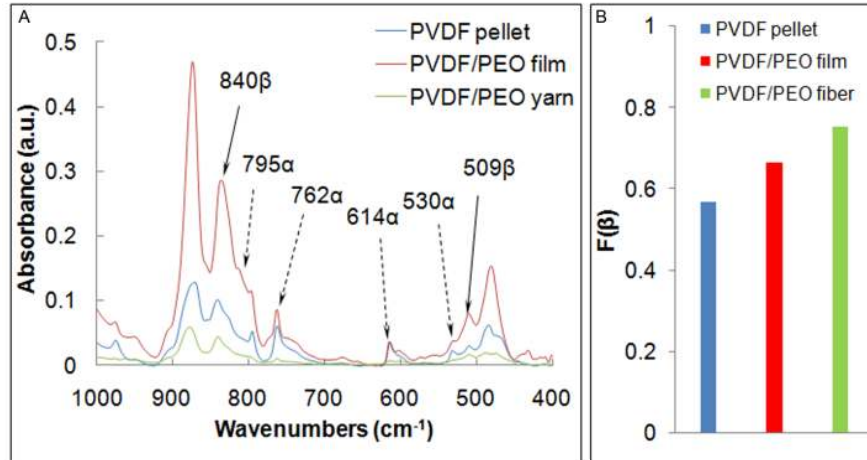 A
PVDF pellet
PVDF/PEO film
PVDF/PEO yarn
840β
795α
762α
614α
530α
509β
Absorbance (a.u.)
0.5
0.4
0.3
0.2
0.1
0
1000 900 800 700 600 500 400
Wavenumbers (cm⁻¹)
B
PVDF pellet
PVDF/PEO film
PVDF/PEO fiber
F(β)
1
0.8
0.6
0.4
0.2
0